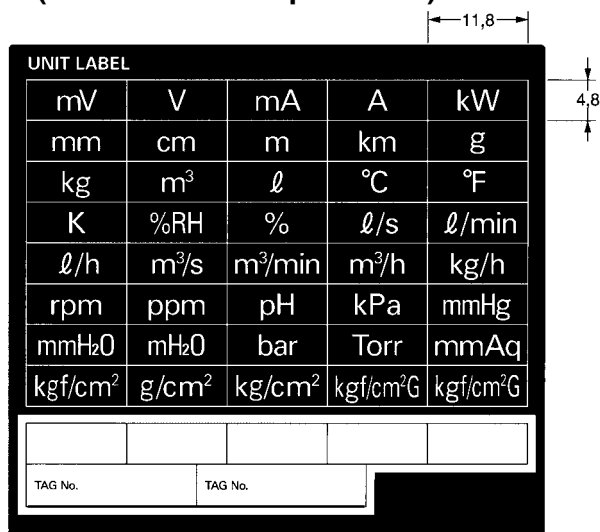 11,8
UNIT LABEL
4,8
mV V mA A kW
mm cm m km g
kg m³ ℓ °C °F
K %RH % ℓ/s ℓ/min
ℓ/h m³/s m³/min m³/h kg/h
rpm ppm pH kPa mmHg
mmH₂O mH₂O bar Torr mmAq
kgf/cm² g/cm² kg/cm² kgf/cm²G kgf/cm²G
TAG No. TAG No.